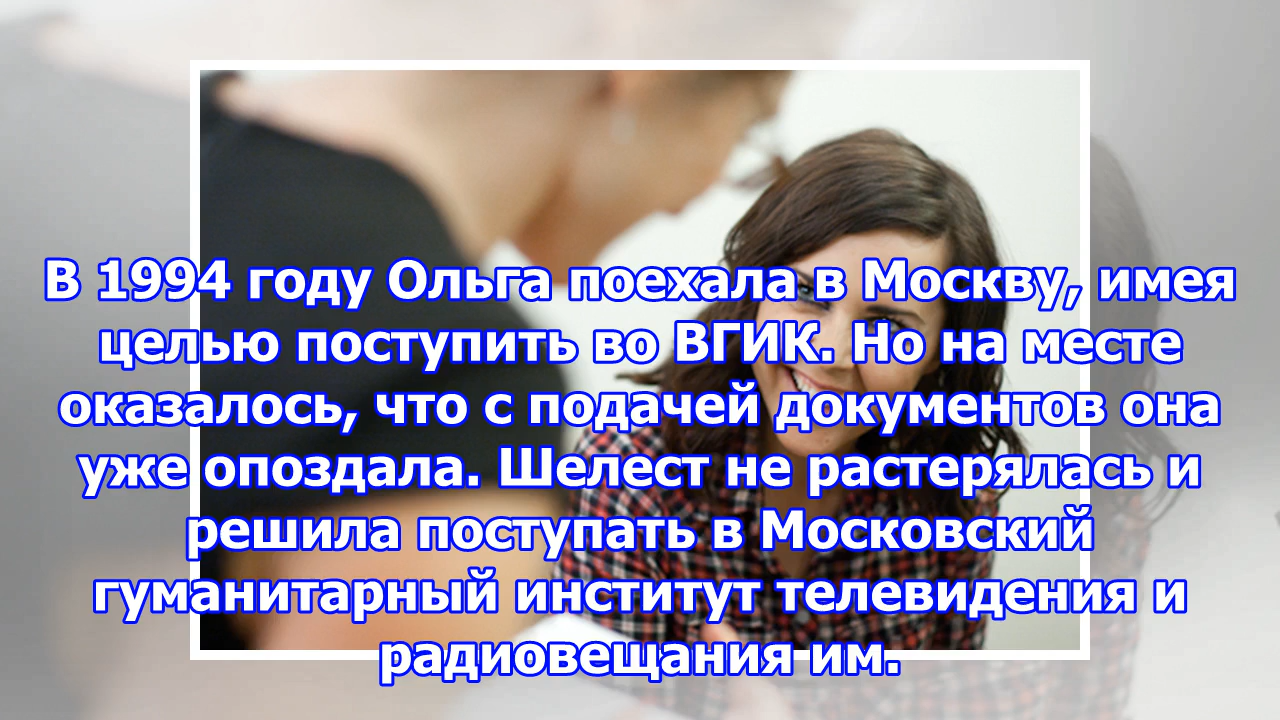 В 1994 году Ольга поехала в Москву, имея
целью поступить во ВГИК. Но на месте
оказалось, что с подачей документов она
уже опоздала. Шелест не растерялась и
решила поступать в Московский
гуманитарный институт телевидения и
радиовещания им.